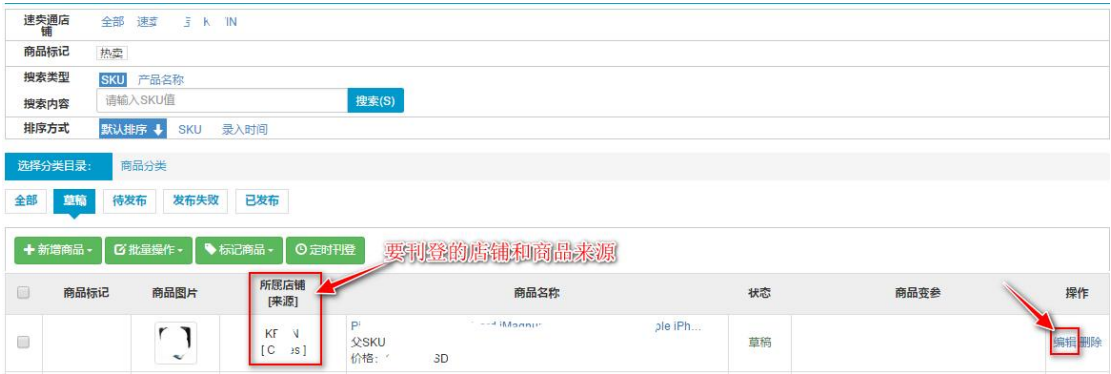 速卖通店铺 全部 速卖 IN
商品标记 热卖
搜索类型 SKU 产品名称
搜索内容 请输入SKU值 搜索(S)
排序方式 默认排序 SKU 录入时间
选择分类目录： 商品分类
全部 草稿 待发布 发布失败 已发布
新增商品 批量操作 标记商品 定时刊登 要刊登的店铺和商品来源
商品标记 商品图片 所属店铺[来源] 商品名称 状态 商品变参 操作
ple iPh...
父SKU 草稿 编辑 删除
价格：